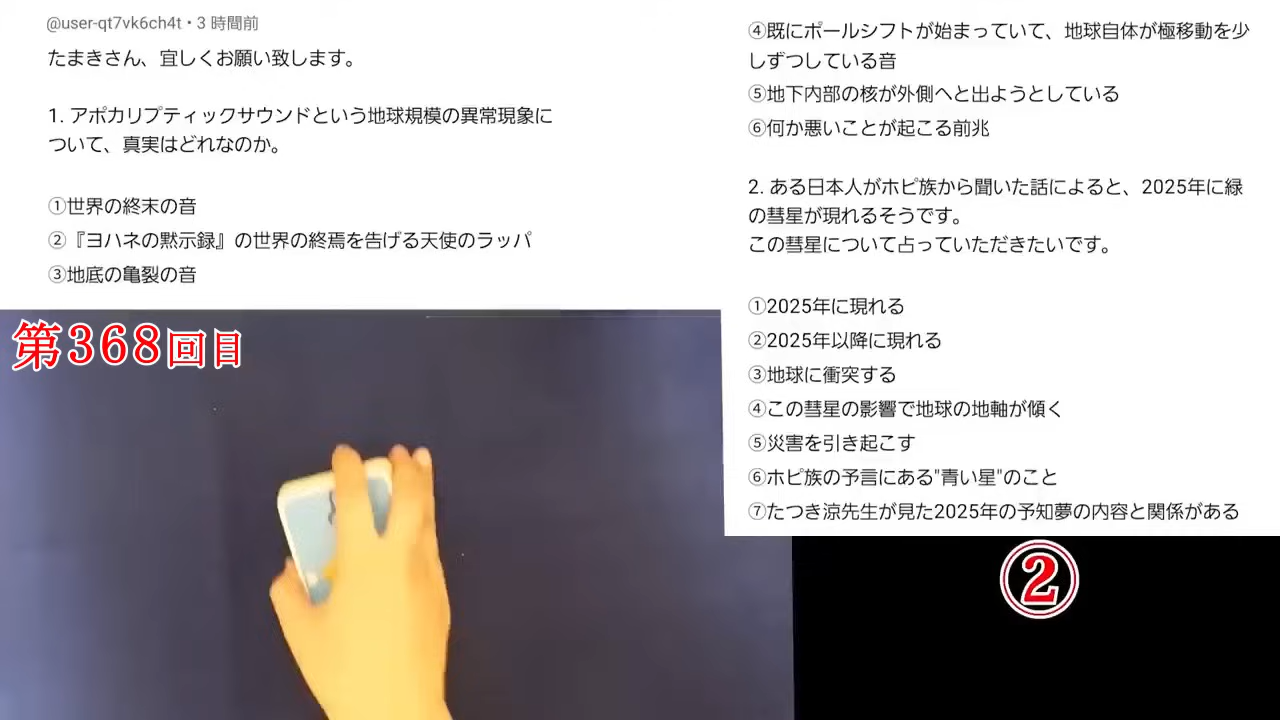 @user-qt7vk6ch4t • 3 時間前
たまきさん、宜しくお願い致します。
1. アポカリプティックサウンドという地球規模の異常現象に
ついて、真実はどれなのか。
①世界の終末の音
②『ヨハネの黙示録』の世界の終焉を告げる天使のラッパ
③地底の亀裂の音
④既にポールシフトが始まっていて、地球自体が極移動を少
しずつしている音
⑤地下内部の核が外側へと出ようとしている
⑥何か悪いことが起こる前兆
2. ある日本人がホピ族から聞いた話によると、2025年に緑
の彗星が現れるそうです。
この彗星について占っていただきたいです。
①2025年に現れる
②2025年以降に現れる
③地球に衝突する
④この彗星の影響で地球の地軸が傾く
⑤災害を引き起こす
⑥ホピ族の予言にある"青い星"のこと
⑦たつき涼先生が見た2025年の予知夢の内容と関係がある
第368回目
②